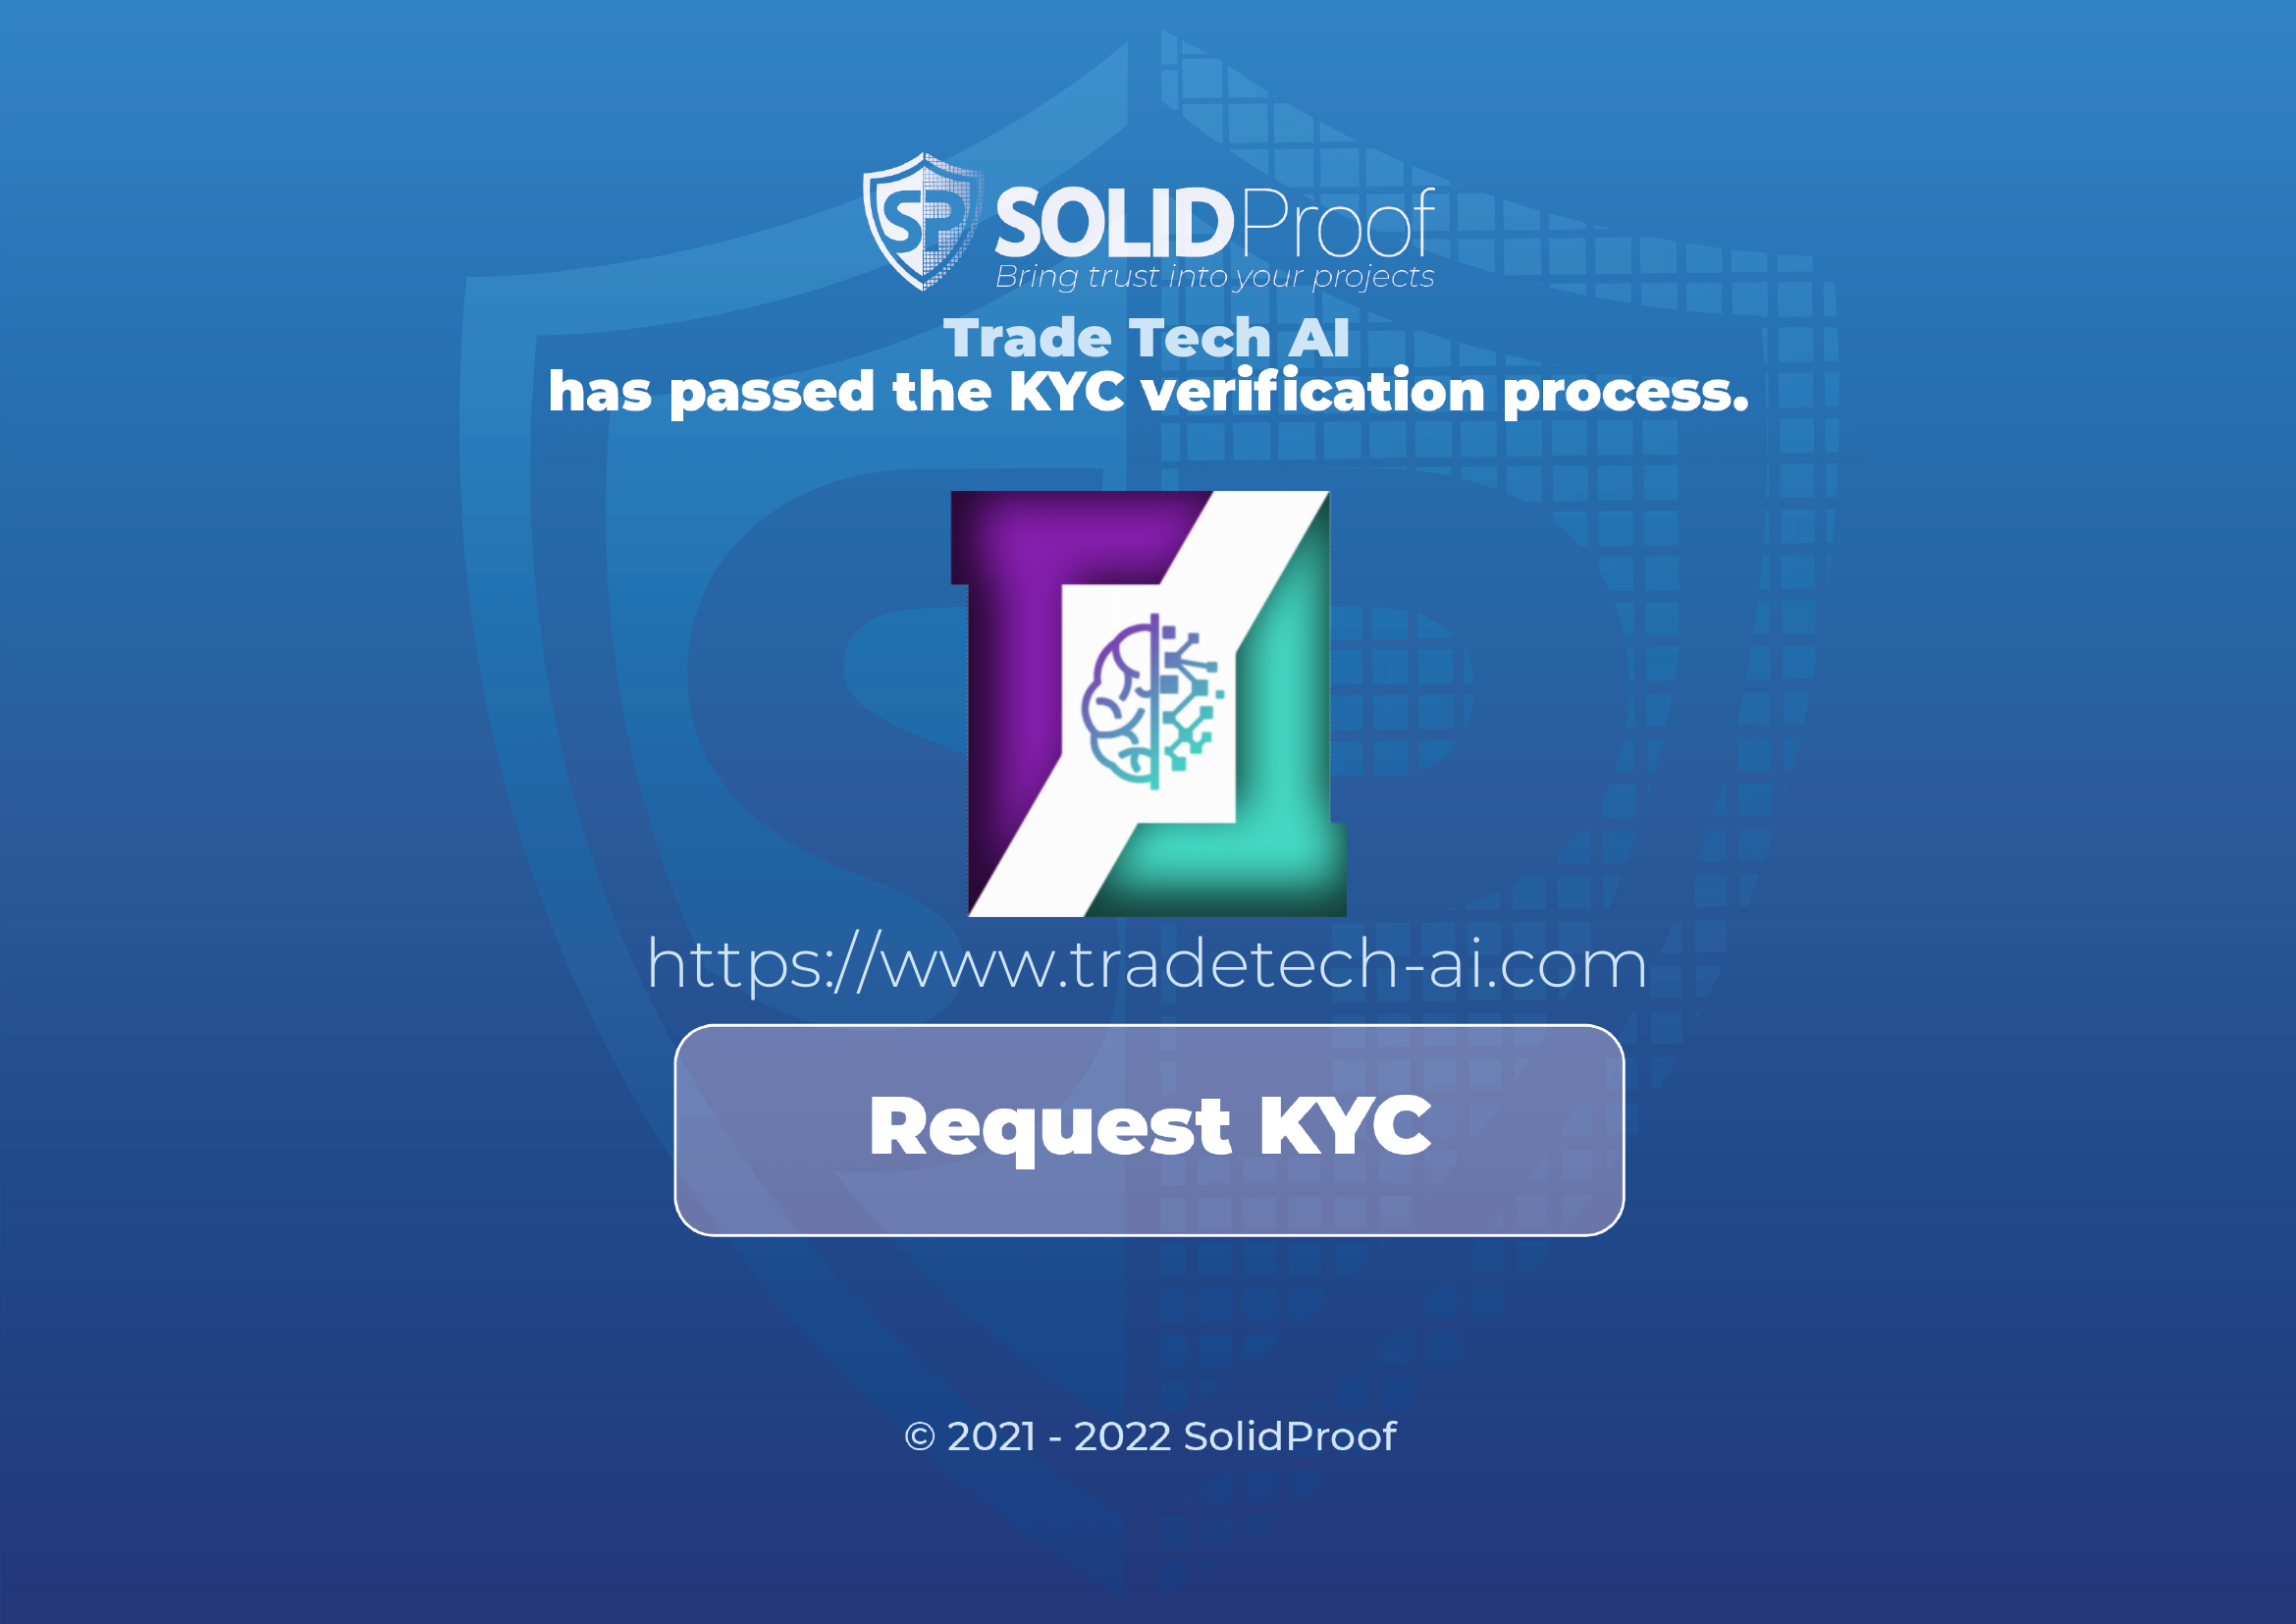 SP
SOLIDProof
Bring trust into your projects
Trade Tech AI
has passed the KYC verification process.
https://www.tradetech-ai.com
Request KYC
© 2021 - 2022 SolidProof